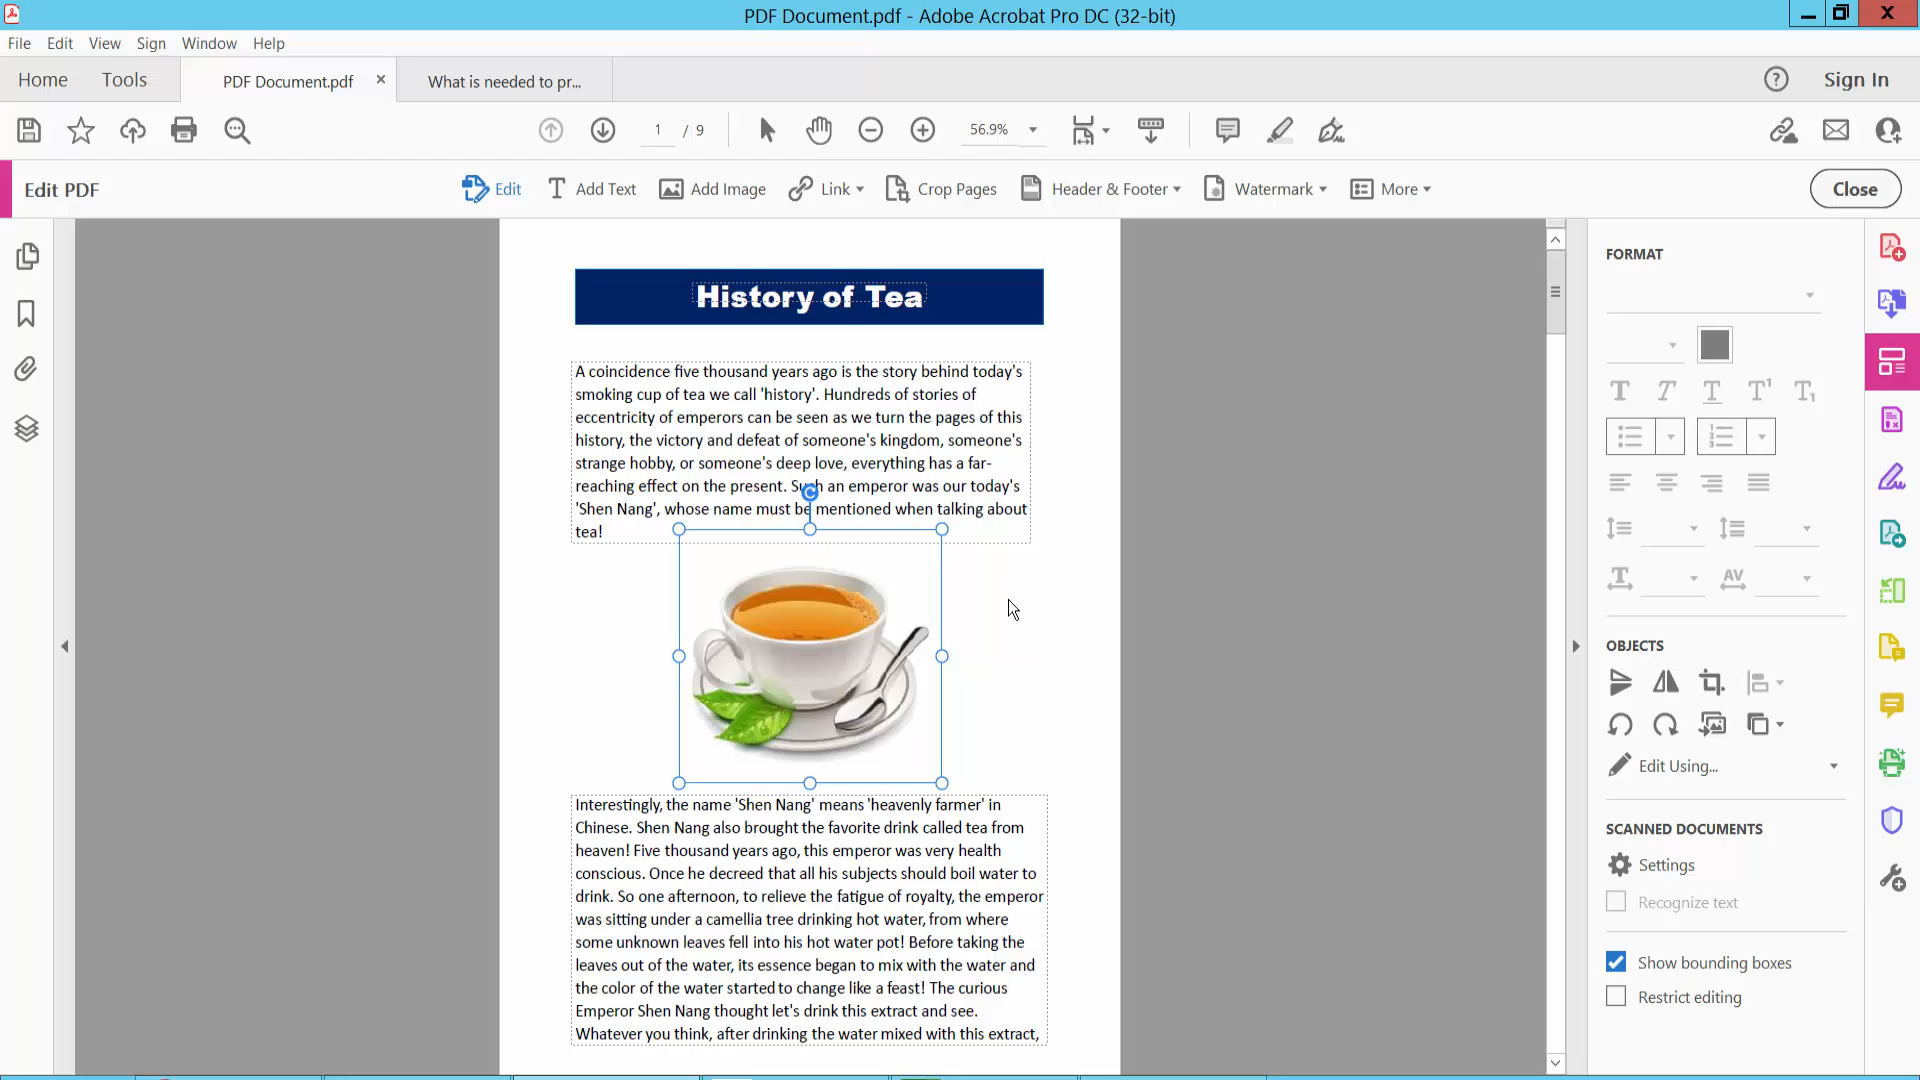 PDF Document.pdf - Adobe Acrobat Pro DC (32-bit)
File Edit View Sign Window Help
Home Tools PDF Document.pdf What is needed to pr... Sign In
1 / 9 56.9%
Edit PDF Edit Add Text Add Image Link Crop Pages Header & Footer Watermark More Close
History of Tea
A coincidence five thousand years ago is the story behind today's
smoking cup of tea we call 'history'. Hundreds of stories of
eccentricity of emperors can be seen as we turn the pages of this
history, the victory and defeat of someone's kingdom, someone's
strange hobby, or someone's deep love, everything has a far-
reaching effect on the present. Such an emperor was our today's
'Shen Nang', whose name must be mentioned when talking about
tea!
Interestingly, the name 'Shen Nang' means 'heavenly farmer' in
Chinese. Shen Nang also brought the favorite drink called tea from
heaven! Five thousand years ago, this emperor was very health
conscious. Once he decreed that all his subjects should boil water to
drink. So one afternoon, to relieve the fatigue of royalty, the emperor
was sitting under a camellia tree drinking hot water, from where
some unknown leaves fell into his hot water pot! Before taking the
leaves out of the water, its essence began to mix with the water and
the color of the water started to change like a feast! The curious
Emperor Shen Nang thought let's drink this extract and see.
Whatever you think, after drinking the water mixed with this extract,
FORMAT
OBJECTS
Edit Using...
SCANNED DOCUMENTS
Settings
Recognize text
Show bounding boxes
Restrict editing